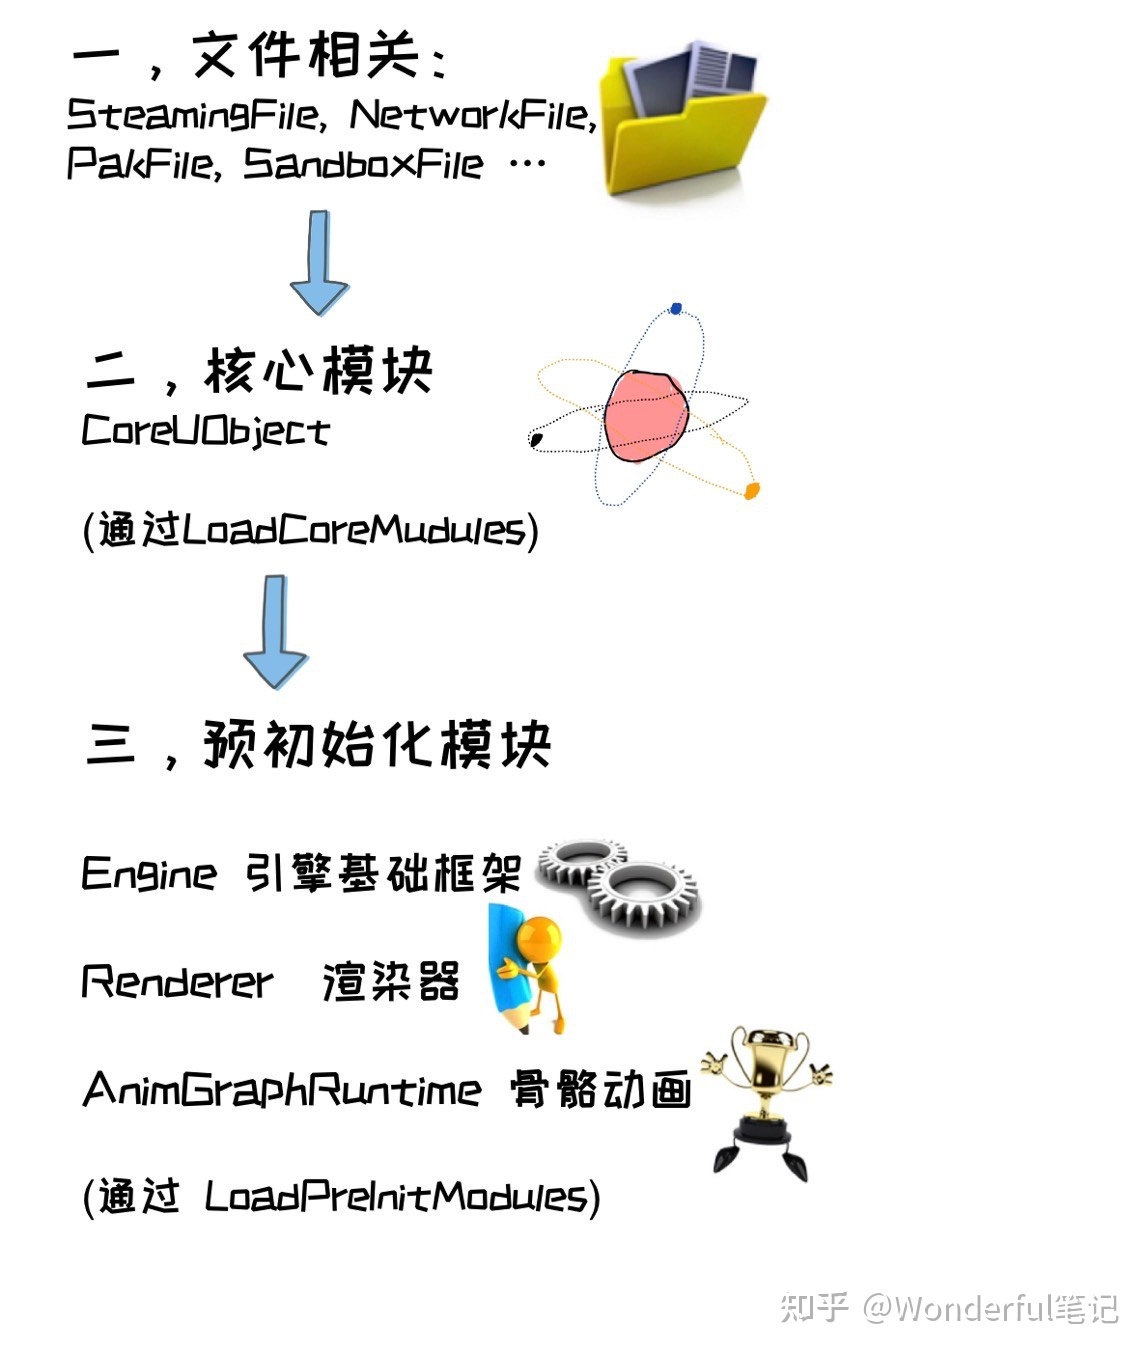 一，文件相关：
SteamingFile, NetworkFile,
PakFile, SandboxFile …
二，核心模块
CoreUObject
(通过LoadCoreMudules)
三，预初始化模块
Engine 引擎基础框架
Renderer 渲染器
AnimGraphRuntime 骨骼动画
(通过 LoadPreInitModules)
知乎 @Wonderful笔记